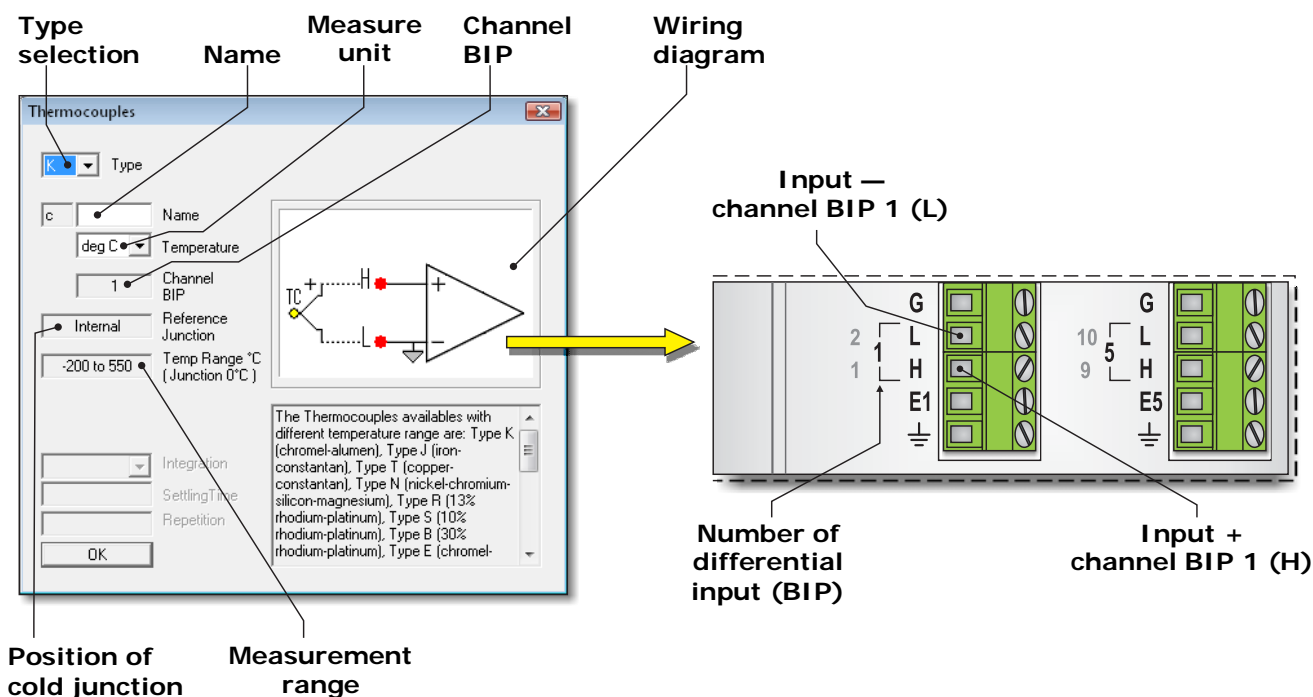 Type
selection
Name
Measure
unit
Channel
BIP
Wiring
diagram
Thermocouples
K
Type
c
Name
deg C
Temperature
1
Channel
BIP
Internal
Reference
Junction
-200 to 550
Temp Range °C
(Junction 0°C )
Integration
SettlingTime
Repetition
OK
TC
+
H
L
+
−
The Thermocouples availables with
different temperature range are: Type K
(chromel-alumen), Type J (iron-
constantan), Type T (copper-
constantan), Type N (nickel-chromium-
silicon-magnesium), Type R (13%
rhodium-platinum), Type S (10%
rhodium-platinum), Type B (30%
rhodium-platinum), Type E (chromel-
Input —
channel BIP 1 (L)
G
2 L
1
1 H
E1
G
10 L
5
9 H
E5
Number of
differential
input (BIP)
Input +
channel BIP 1 (H)
Position of
cold junction
Measurement
range